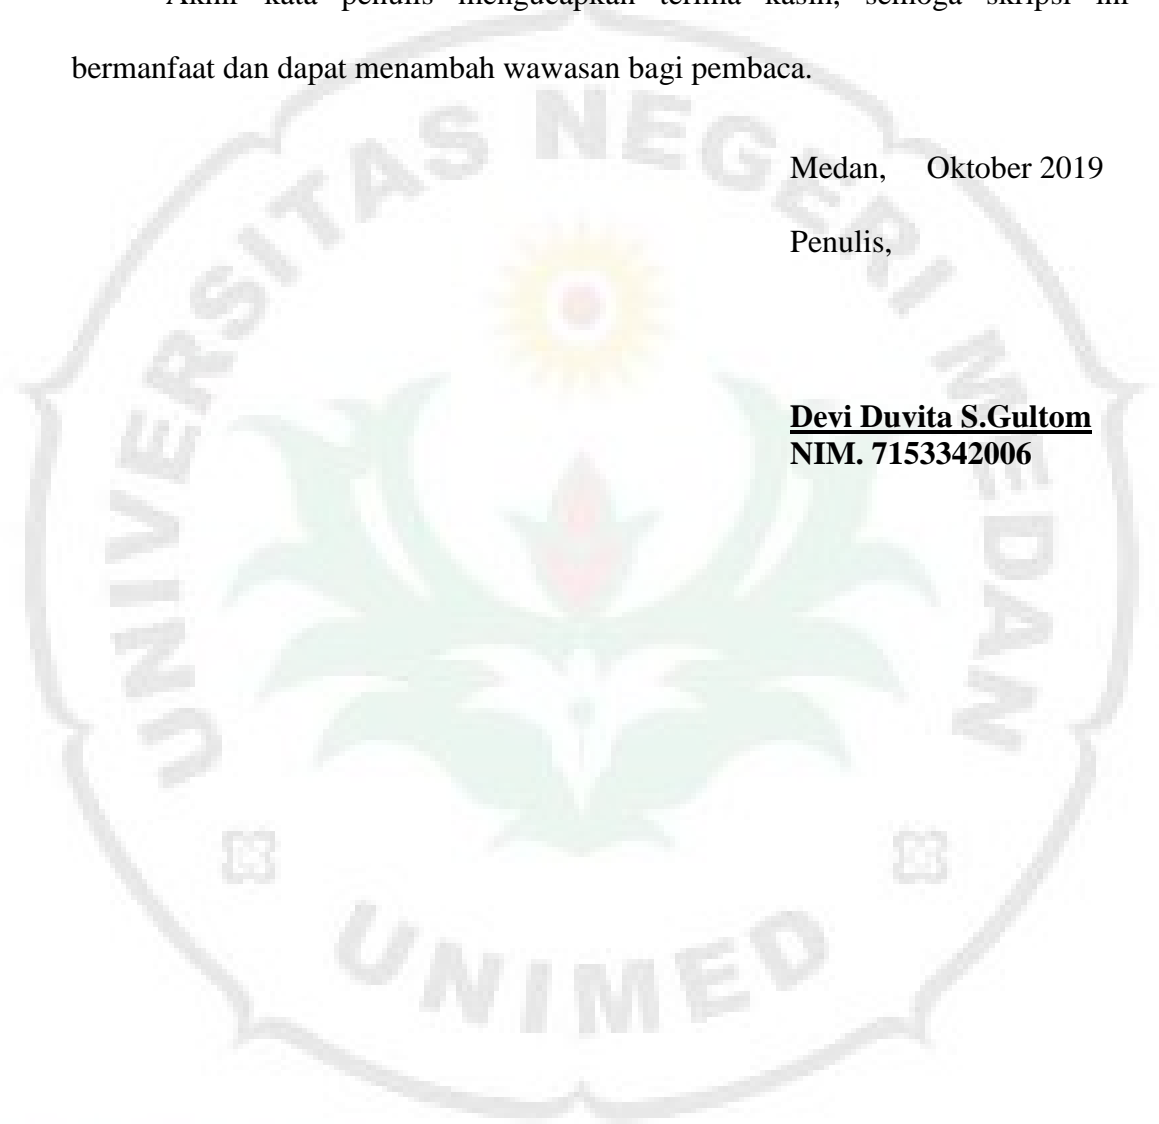 Akhir kata penulis mengucapkan terima kasih, semoga skripsi ini
bermanfaat dan dapat menambah wawasan bagi pembaca.
Medan, Oktober 2019
Penulis,
Devi Duvita S.Gultom
NIM. 7153342006
UNIVERSITAS NEGERI MEDAN
UNIMED